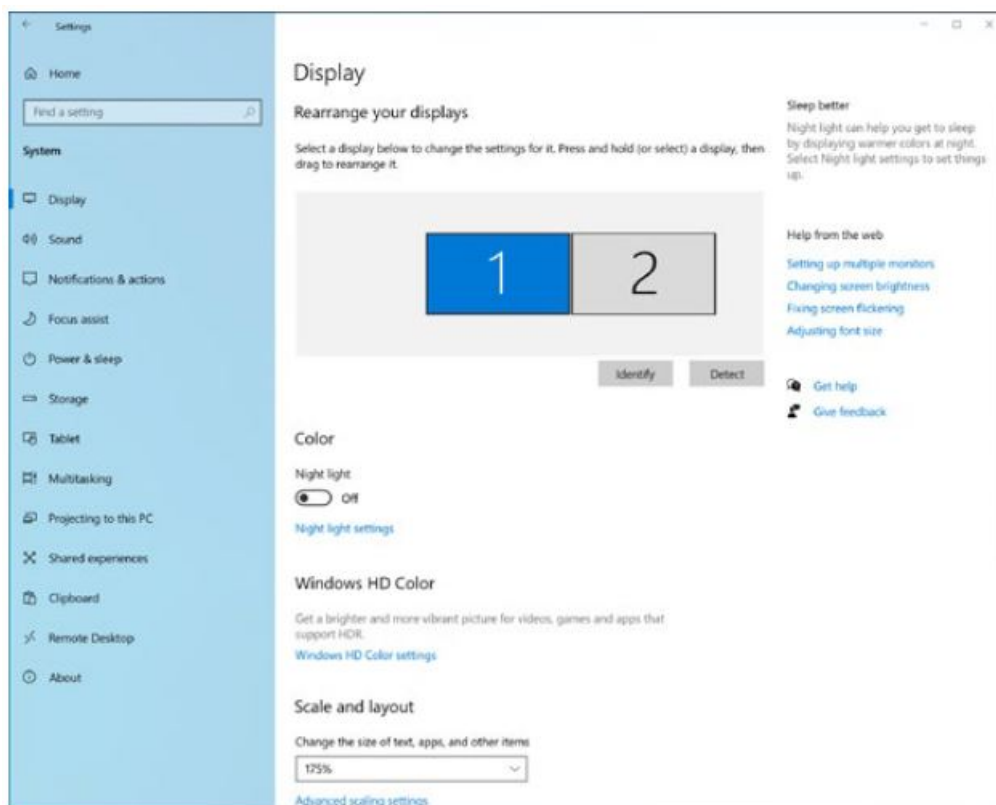 Settings
Home
Find a setting
System
Display
Sound
Notifications & actions
Focus assist
Power & sleep
Storage
Tablet
Multitasking
Projecting to this PC
Shared experiences
Clipboard
Remote Desktop
About
Display
Rearrange your displays
Select a display below to change the settings for it. Press and hold (or select) a display, then
drag to rearrange it.
1
2
Identify
Detect
Color
Night light
Off
Night light settings
Windows HD Color
Get a brighter and more vibrant picture for videos, games and apps that
support HDR.
Windows HD Color settings
Scale and layout
Change the size of text, apps, and other items
175%
Advanced scaling settings
Sleep better
Night light can help you get to sleep
by displaying warmer colors at night.
Select Night light settings to set things
up.
Help from the web
Setting up multiple monitors
Changing screen brightness
Fixing screen flickering
Adjusting font size
Get help
Give feedback